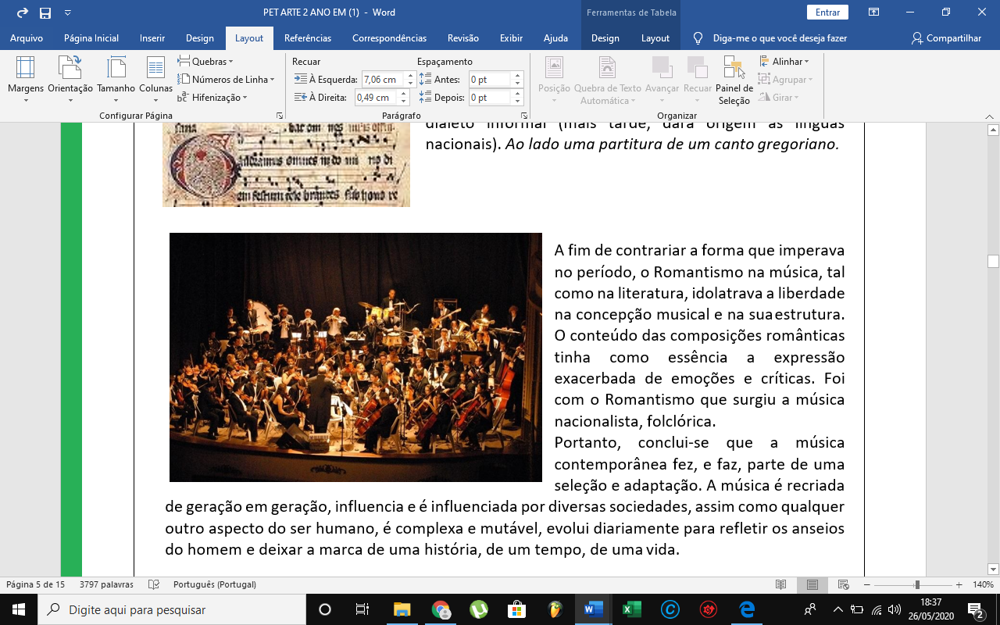 PET ARTE 2 ANO EM (1) - Word
Ferramentas de Tabela
Entrar
Arquivo Página Inicial Inserir Design Layout Referências Correspondências Revisão Exibir Ajuda Design Layout Diga-me o que você deseja fazer Compartilhar
Margens Orientação Tamanho Colunas
Quebras
Números de Linha
Hifenização
Configurar Página
Recuar Espaçamento
À Esquerda: 7,06 cm Antes: 0 pt
À Direita: 0,49 cm Depois: 0 pt
Parágrafo
Posição Quebra de Texto Automática Avançar Recuar Painel de Seleção
Alinhar
Agrupar
Girar
Organizar
dialeto informal (mais tarde, dará origem às línguas
nacionais). Ao lado uma partitura de um canto gregoriano.
A fim de contrariar a forma que imperava
no período, o Romantismo na música, tal
como na literatura, idolatrava a liberdade
na concepção musical e na sua estrutura.
O conteúdo das composições românticas
tinha como essência a expressão
exacerbada de emoções e críticas. Foi
com o Romantismo que surgiu a música
nacionalista, folclórica.
Portanto, conclui-se que a música
contemporânea fez, e faz, parte de uma
seleção e adaptação. A música é recriada
de geração em geração, influencia e é influenciada por diversas sociedades, assim como qualquer
outro aspecto do ser humano, é complexa e mutável, evolui diariamente para refletir os anseios
do homem e deixar a marca de uma história, de um tempo, de uma vida.
Página 5 de 15 3797 palavras Português (Portugal) 140%
Digite aqui para pesquisar
18:37
26/05/2020
2